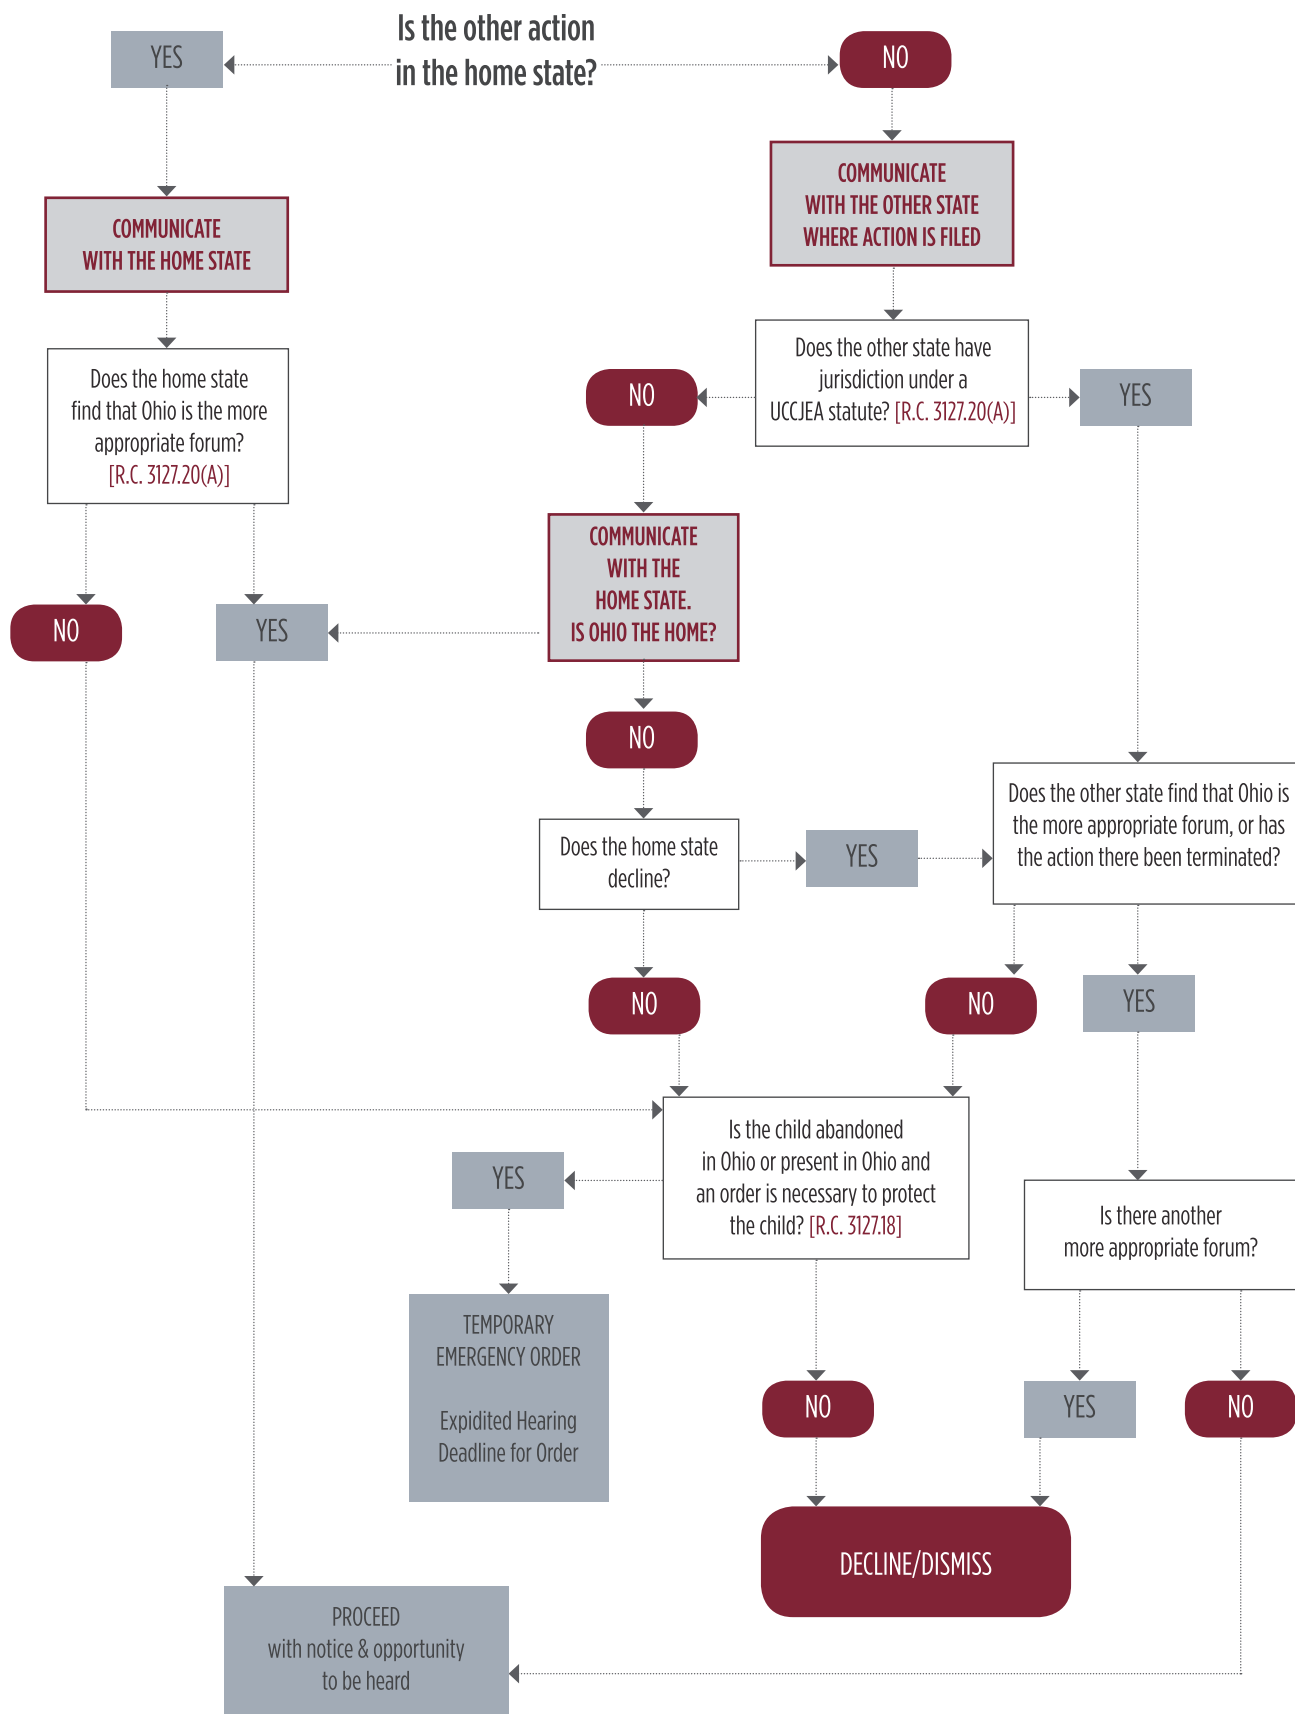 Is the other action
in the home state?
YES
NO
COMMUNICATE
WITH THE OTHER STATE
WHERE ACTION IS FILED
COMMUNICATE
WITH THE HOME STATE
Does the other state have
jurisdiction under a
UCCJEA statute? [R.C. 3127.20(A)]
Does the home state
find that Ohio is the more
appropriate forum?
[R.C. 3127.20(A)]
NO
YES
COMMUNICATE
WITH THE
HOME STATE.
IS OHIO THE HOME?
NO
YES
NO
Does the other state find that Ohio is
the more appropriate forum, or has
the action there been terminated?
Does the home state
decline?
YES
NO
NO
YES
Is the child abandoned
in Ohio or present in Ohio and
an order is necessary to protect
the child? [R.C. 3127.18]
YES
Is there another
more appropriate forum?
TEMPORARY
EMERGENCY ORDER
Expidited Hearing
Deadline for Order
NO
YES
NO
DECLINE/DISMISS
PROCEED
with notice & opportunity
to be heard